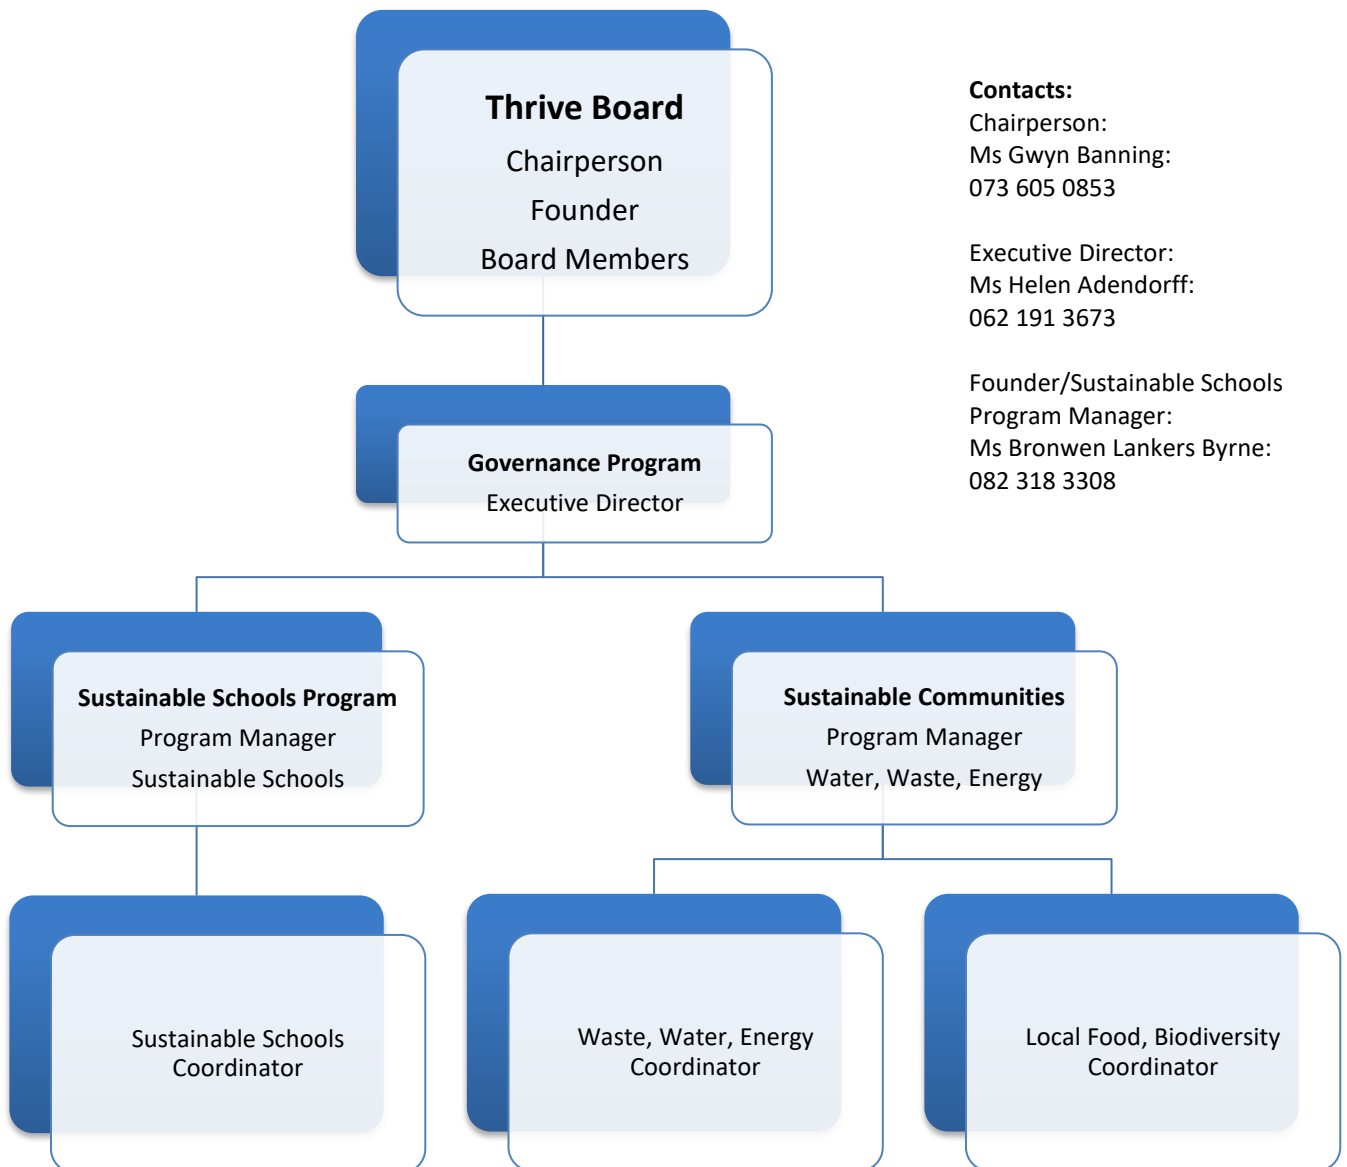 Thrive Board
Chairperson
Founder
Board Members
Contacts:
Chairperson:
Ms Gwyn Banning:
073 605 0853
Executive Director:
Ms Helen Adendorff:
062 191 3673
Founder/Sustainable Schools
Program Manager:
Ms Bronwen Lankers Byrne:
082 318 3308
Governance Program
Executive Director
Sustainable Schools Program
Program Manager
Sustainable Schools
Sustainable Communities
Program Manager
Water, Waste, Energy
Sustainable Schools
Coordinator
Waste, Water, Energy
Coordinator
Local Food, Biodiversity
Coordinator